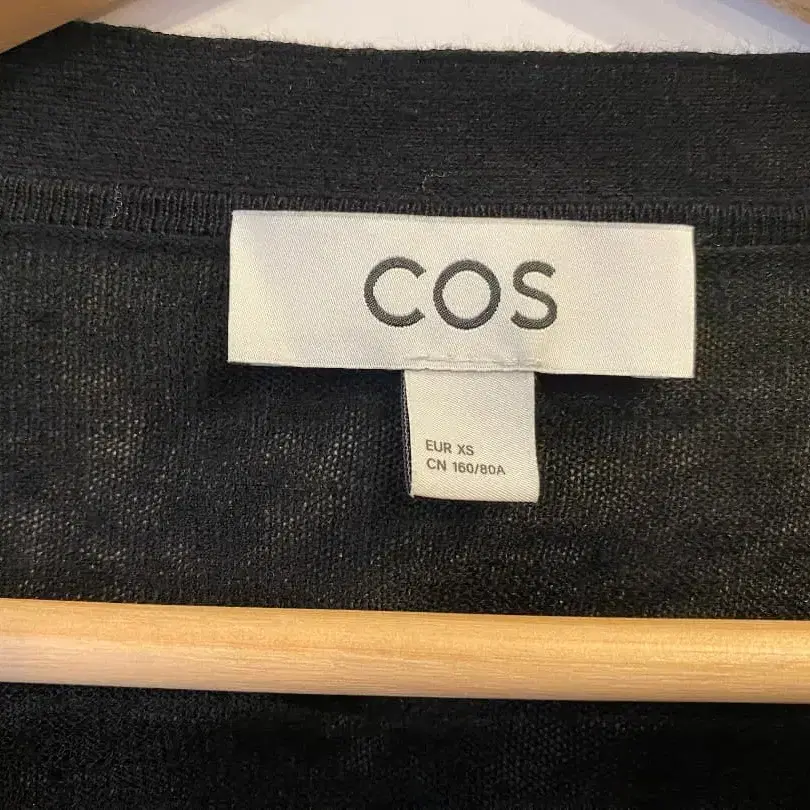 COS
EUR XS
CN 160/80A